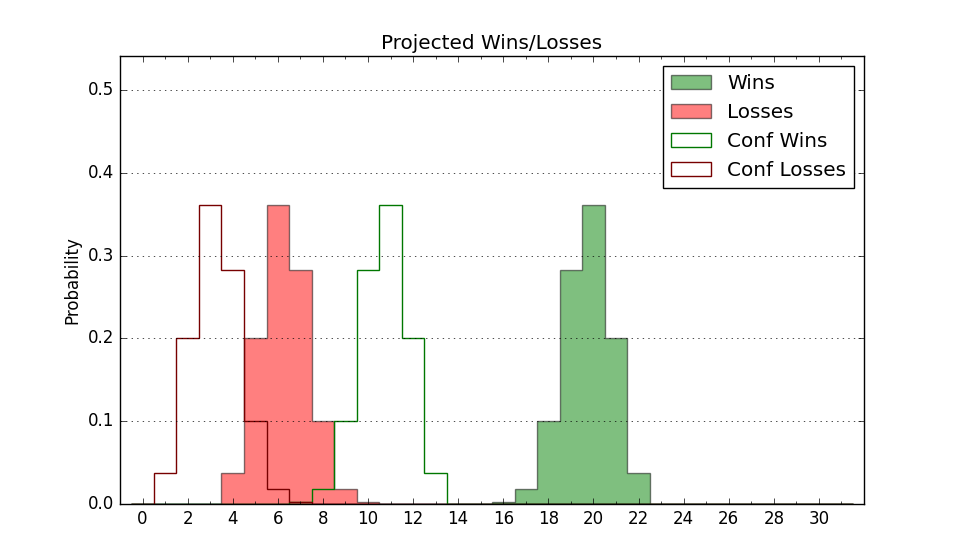 Projected Wins/Losses
Wins
Losses
Conf Wins
Conf Losses
Probability
0.5
0.4
0.3
0.2
0.1
0.0
0 2 4 6 8 10 12 14 16 18 20 22 24 26 28 30